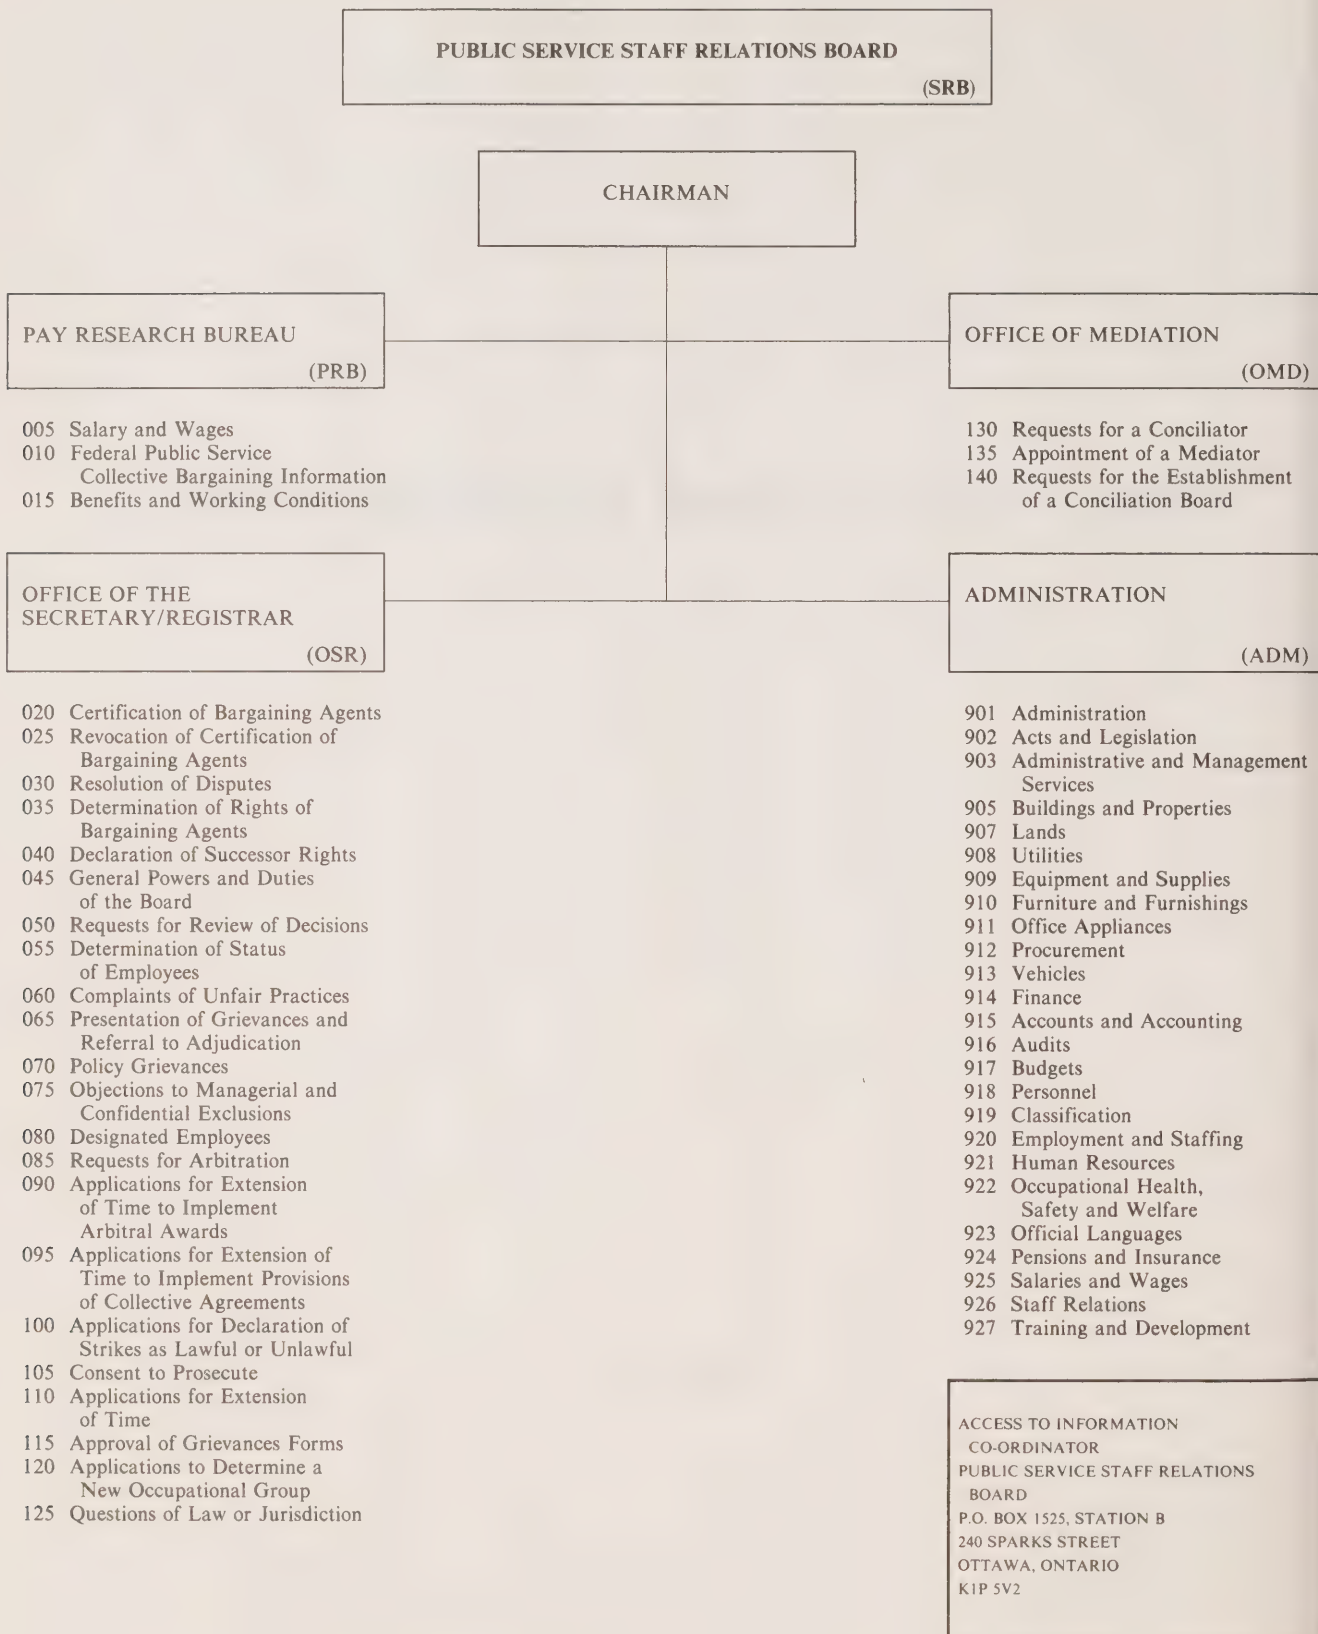 PUBLIC SERVICE STAFF RELATIONS BOARD
(SRB)
CHAIRMAN
PAY RESEARCH BUREAU
(PRB)
005 Salary and Wages
010 Federal Public Service
Collective Bargaining Information
015 Benefits and Working Conditions
OFFICE OF MEDIATION
(OMD)
130 Requests for a Conciliator
135 Appointment of a Mediator
140 Requests for the Establishment
of a Conciliation Board
OFFICE OF THE
SECRETARY/REGISTRAR
(OSR)
020 Certification of Bargaining Agents
025 Revocation of Certification of
Bargaining Agents
030 Resolution of Disputes
035 Determination of Rights of
Bargaining Agents
040 Declaration of Successor Rights
045 General Powers and Duties
of the Board
050 Requests for Review of Decisions
055 Determination of Status
of Employees
060 Complaints of Unfair Practices
065 Presentation of Grievances and
Referral to Adjudication
070 Policy Grievances
075 Objections to Managerial and
Confidential Exclusions
080 Designated Employees
085 Requests for Arbitration
090 Applications for Extension
of Time to Implement
Arbitral Awards
095 Applications for Extension of
Time to Implement Provisions
of Collective Agreements
100 Applications for Declaration of
Strikes as Lawful or Unlawful
105 Consent to Prosecute
110 Applications for Extension
of Time
115 Approval of Grievances Forms
120 Applications to Determine a
New Occupational Group
125 Questions of Law or Jurisdiction
ADMINISTRATION
(ADM)
901 Administration
902 Acts and Legislation
903 Administrative and Management
Services
905 Buildings and Properties
907 Lands
908 Utilities
909 Equipment and Supplies
910 Furniture and Furnishings
911 Office Appliances
912 Procurement
913 Vehicles
914 Finance
915 Accounts and Accounting
916 Audits
917 Budgets
918 Personnel
919 Classification
920 Employment and Staffing
921 Human Resources
922 Occupational Health,
Safety and Welfare
923 Official Languages
924 Pensions and Insurance
925 Salaries and Wages
926 Staff Relations
927 Training and Development
ACCESS TO INFORMATION
CO-ORDINATOR
PUBLIC SERVICE STAFF RELATIONS
BOARD
P.O. BOX 1525, STATION B
240 SPARKS STREET
OTTAWA, ONTARIO
K1P 5V2